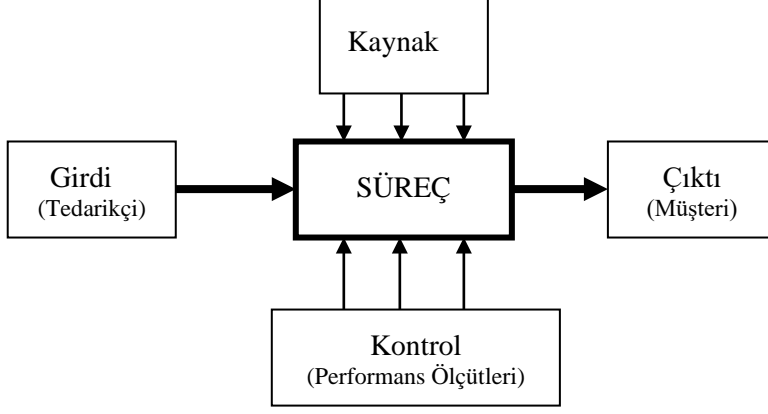 Kaynak
Girdi
(Tedarikçi)
SÜREÇ
Çıktı
(Müşteri)
Kontrol
(Performans Ölçütleri)